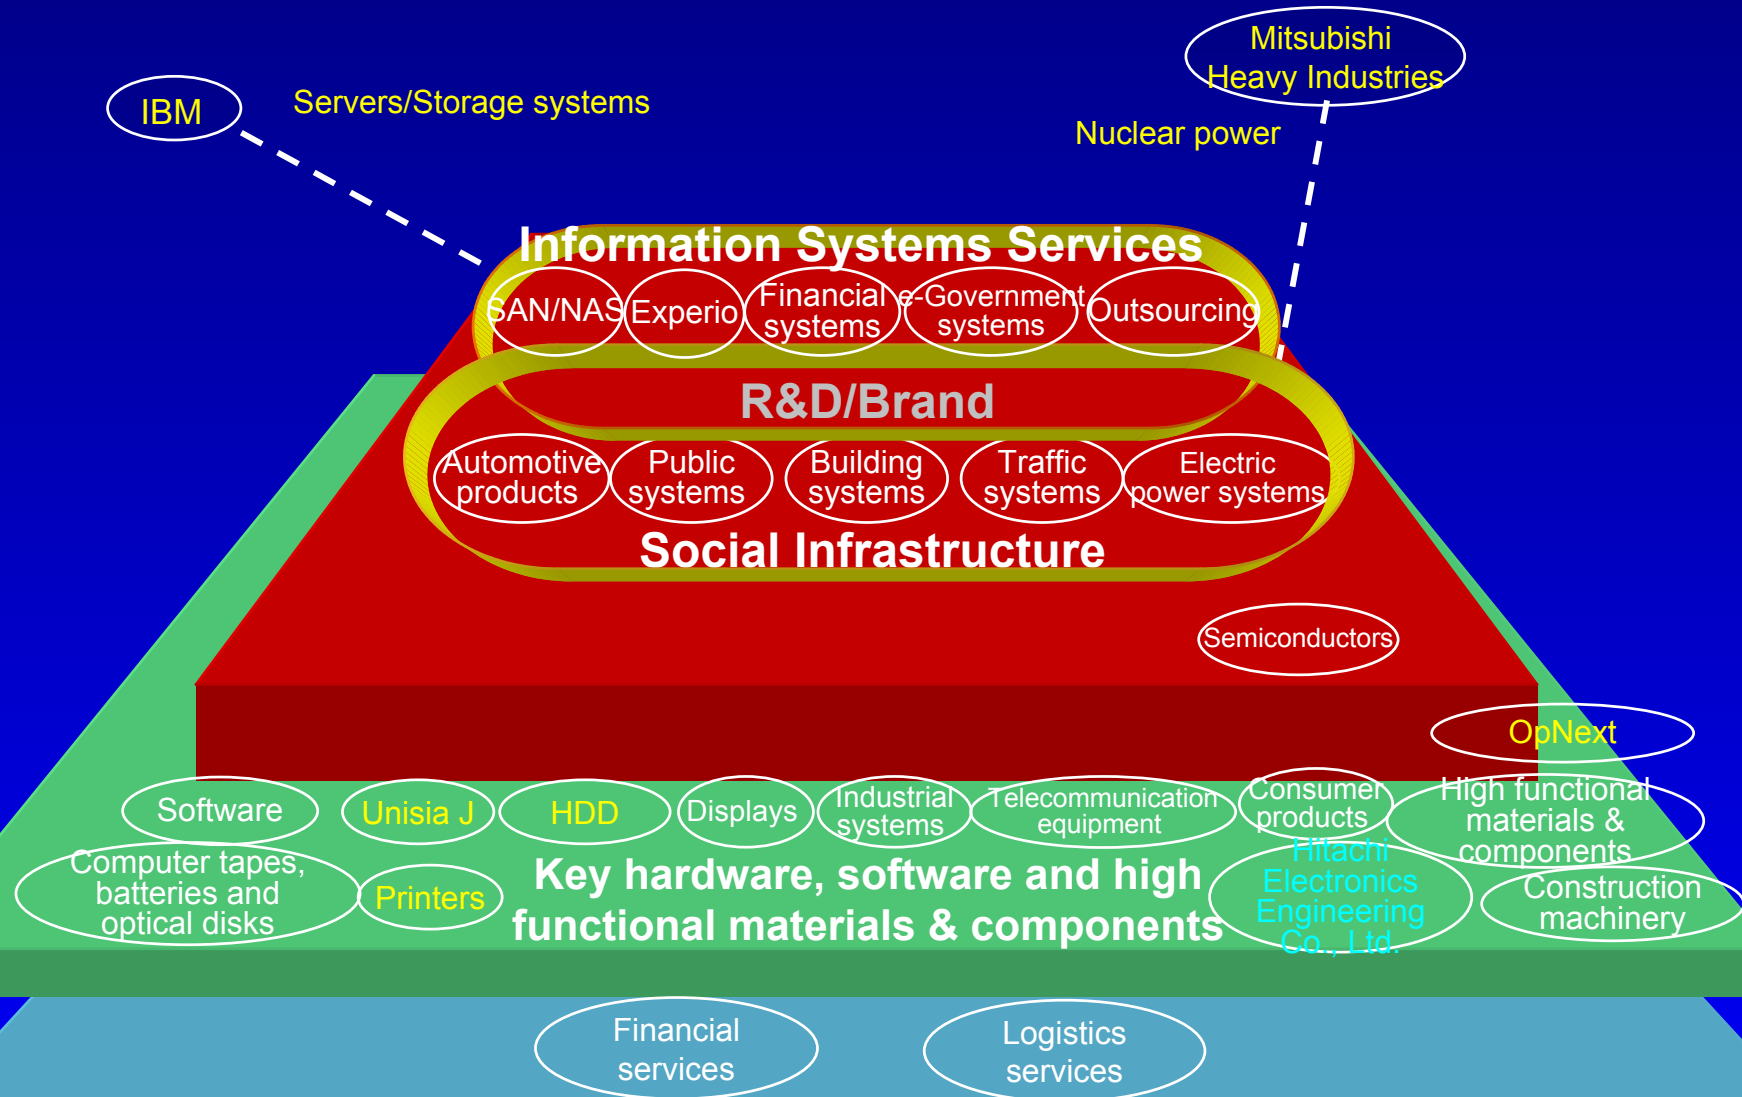 Mitsubishi
Heavy Industries
IBM
Servers/Storage systems
Nuclear power
Information Systems Services
SAN/NAS
Experio
Financial
systems
e-Government
systems
Outsourcing
R&D/Brand
Automotive
products
Public
systems
Building
systems
Traffic
systems
Electric
power systems
Social Infrastructure
Semiconductors
OpNext
Software
Unisia J
HDD
Displays
Industrial
systems
Telecommunication
equipment
Consumer
products
High functional
materials &
components
Computer tapes,
batteries and
optical disks
Printers
Key hardware, software and high
functional materials & components
Hitachi
Electronics
Engineering
Co., Ltd.
Construction
machinery
Financial
services
Logistics
services